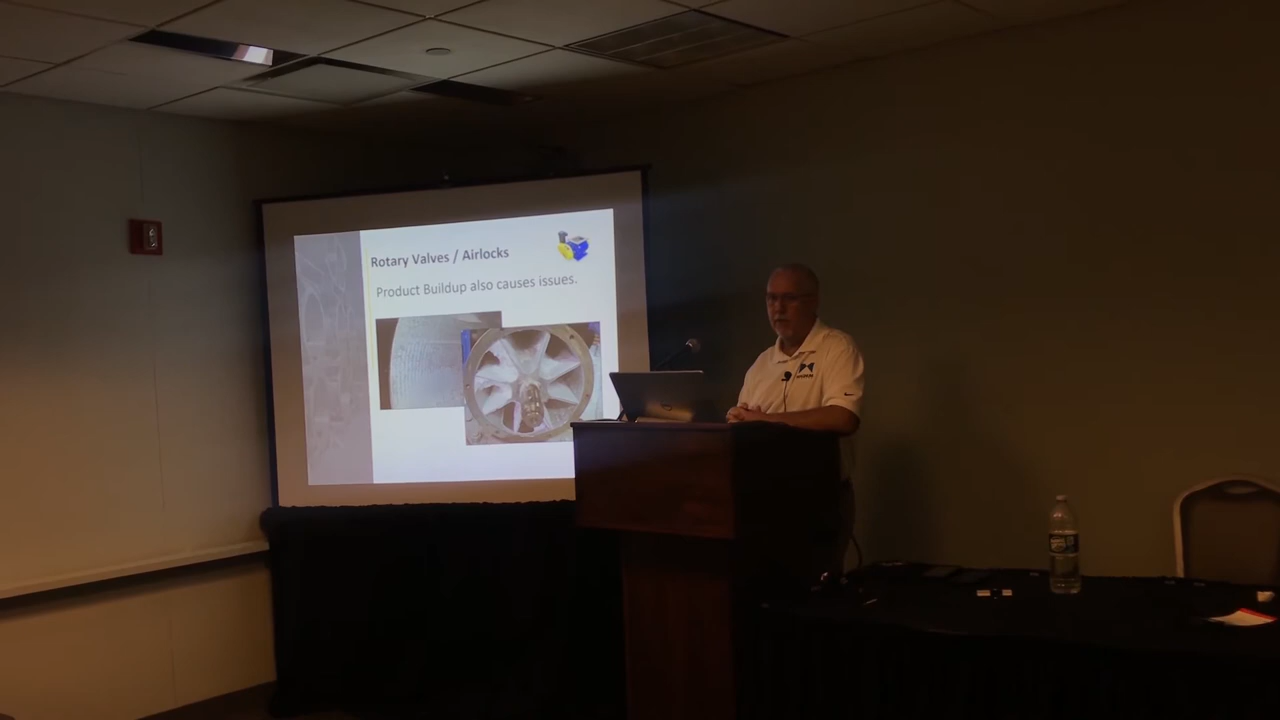 Rotary Valves / Airlocks
Product Buildup also causes issues.